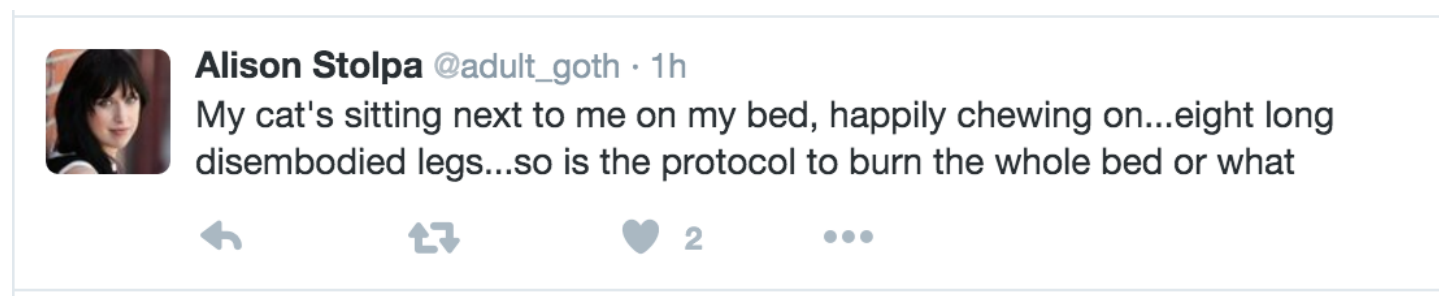 Alison Stolpa @adult_goth · 1h
My cat's sitting next to me on my bed, happily chewing on...eight long
disembodied legs...so is the protocol to burn the whole bed or what
2